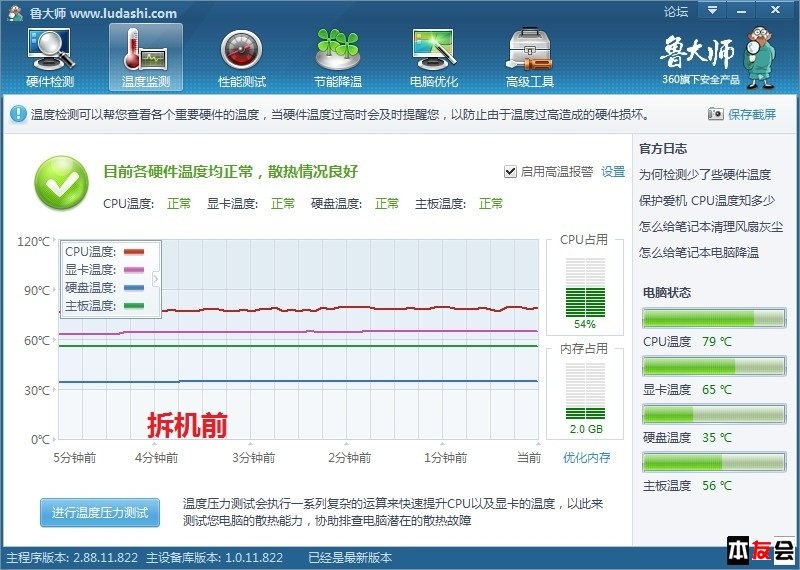 鲁大师 www.ludashi.com
论坛
硬件检测
温度监测
性能测试
节能降温
电脑优化
高级工具
鲁大师
360旗下安全产品
温度检测可以帮您查看各个重要硬件的温度，当硬件温度过高时会及时提醒您，以防止由于温度过高造成的硬件损坏。
保存截屏
目前各硬件温度均正常，散热情况良好
启用高温报警 设置
CPU温度: 正常 显卡温度: 正常 硬盘温度: 正常 主板温度: 正常
120℃
90℃
60℃
30℃
0℃
CPU温度:
显卡温度:
硬盘温度:
主板温度:
拆机前
5分钟前 4分钟前 3分钟前 2分钟前 1分钟前 当前
CPU占用
54%
内存占用
2.0 GB
优化内存
进行温度压力测试
温度压力测试会执行一系列复杂的运算来快速提升CPU以及显卡的温度，以此来
测试您电脑的散热能力，协助排查电脑潜在的散热故障
官方日志
为何检测少了些硬件温度
保护爱机 CPU温度知多少
怎么给笔记本清理风扇灰尘
怎么给笔记本电脑降温
电脑状态
CPU温度 79 ℃
显卡温度 65 ℃
硬盘温度 35 ℃
主板温度 56 ℃
主程序版本: 2.88.11.822 主设备库版本: 1.0.11.822 已经是最新版本
本友会